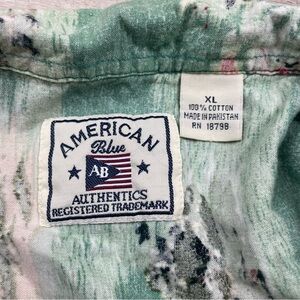 AMERICAN
Blue
AB
AUTHENTICS
REGISTERED TRADEMARK
XL
100% COTTON
MADE IN PAKISTAN
RN 18798